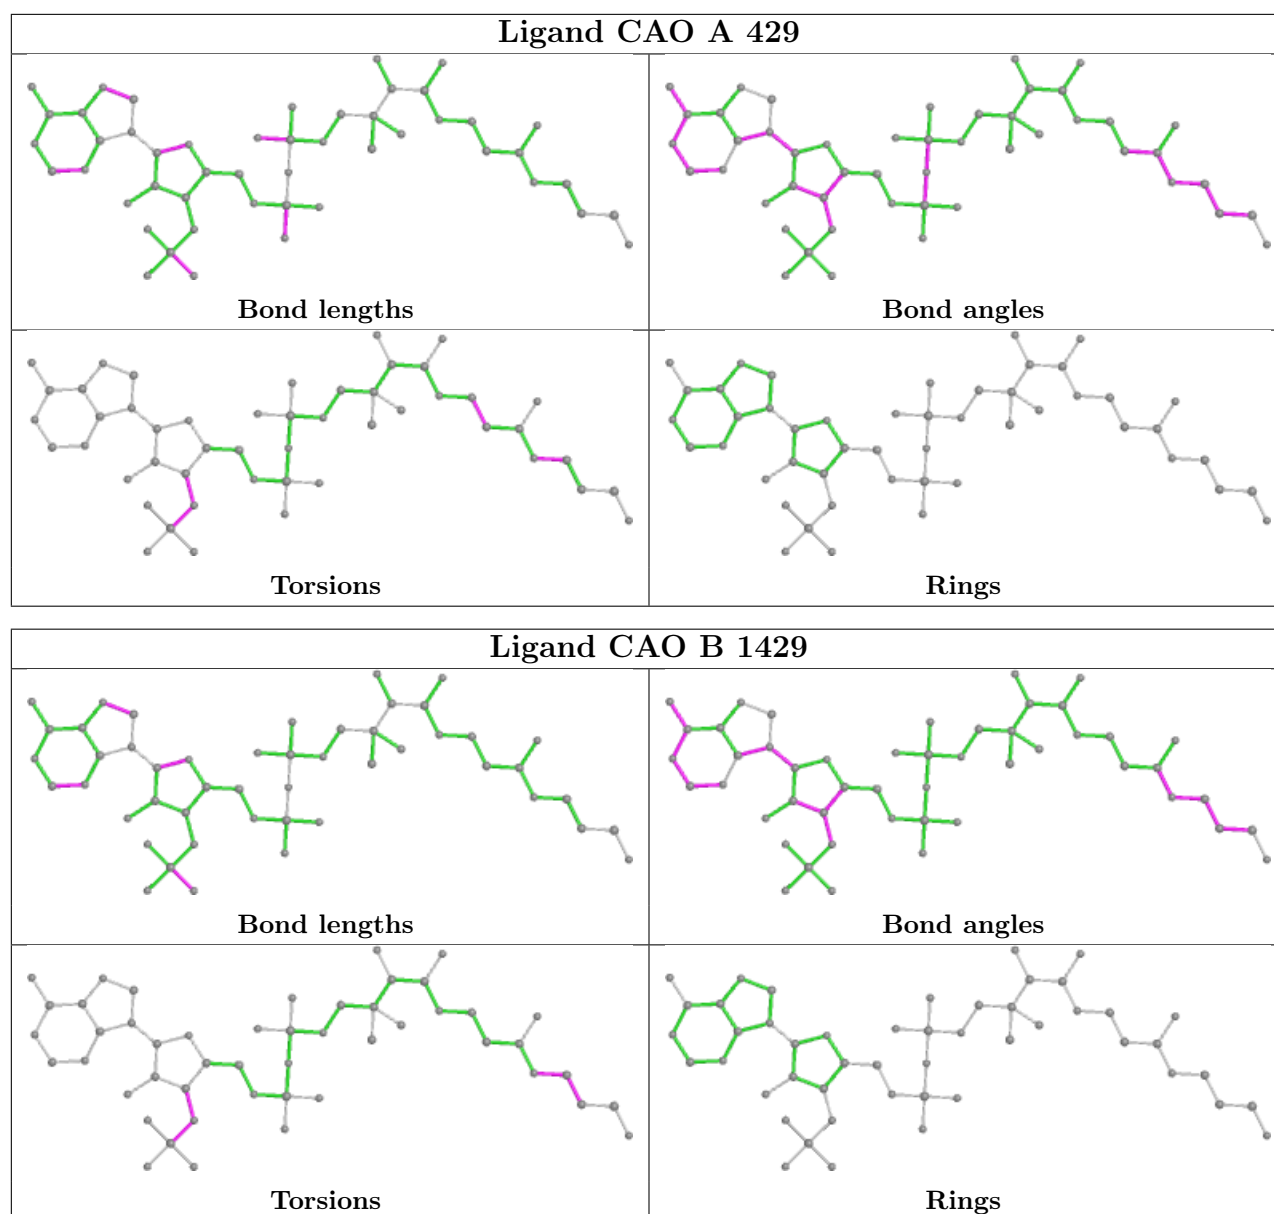 Ligand CAO A 429
Bond lengths
Bond angles
Torsions
Rings
Ligand CAO B 1429
Bond lengths
Bond angles
Torsions
Rings